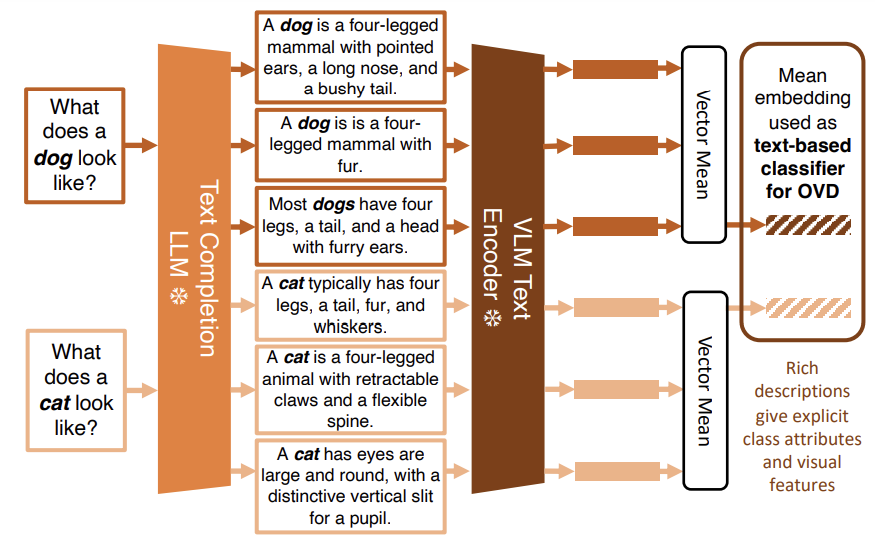 What
does a
dog look
like?
What
does a
cat look
like?
Text Completion
LLM ❄
A dog is a four-legged
mammal with pointed
ears, a long nose, and
a bushy tail.
A dog is is a four-
legged mammal with
fur.
Most dogs have four
legs, a tail, and a head
with furry ears.
A cat typically has four
legs, a tail, fur, and
whiskers.
A cat is a four-legged
animal with retractable
claws and a flexible
spine.
A cat has eyes are
large and round, with a
distinctive vertical slit
for a pupil.
VLM Text
Encoder ❄
Vector Mean
Vector Mean
Mean
embedding
used as
text-based
classifier
for OVD
Rich
descriptions
give explicit
class attributes
and visual
features